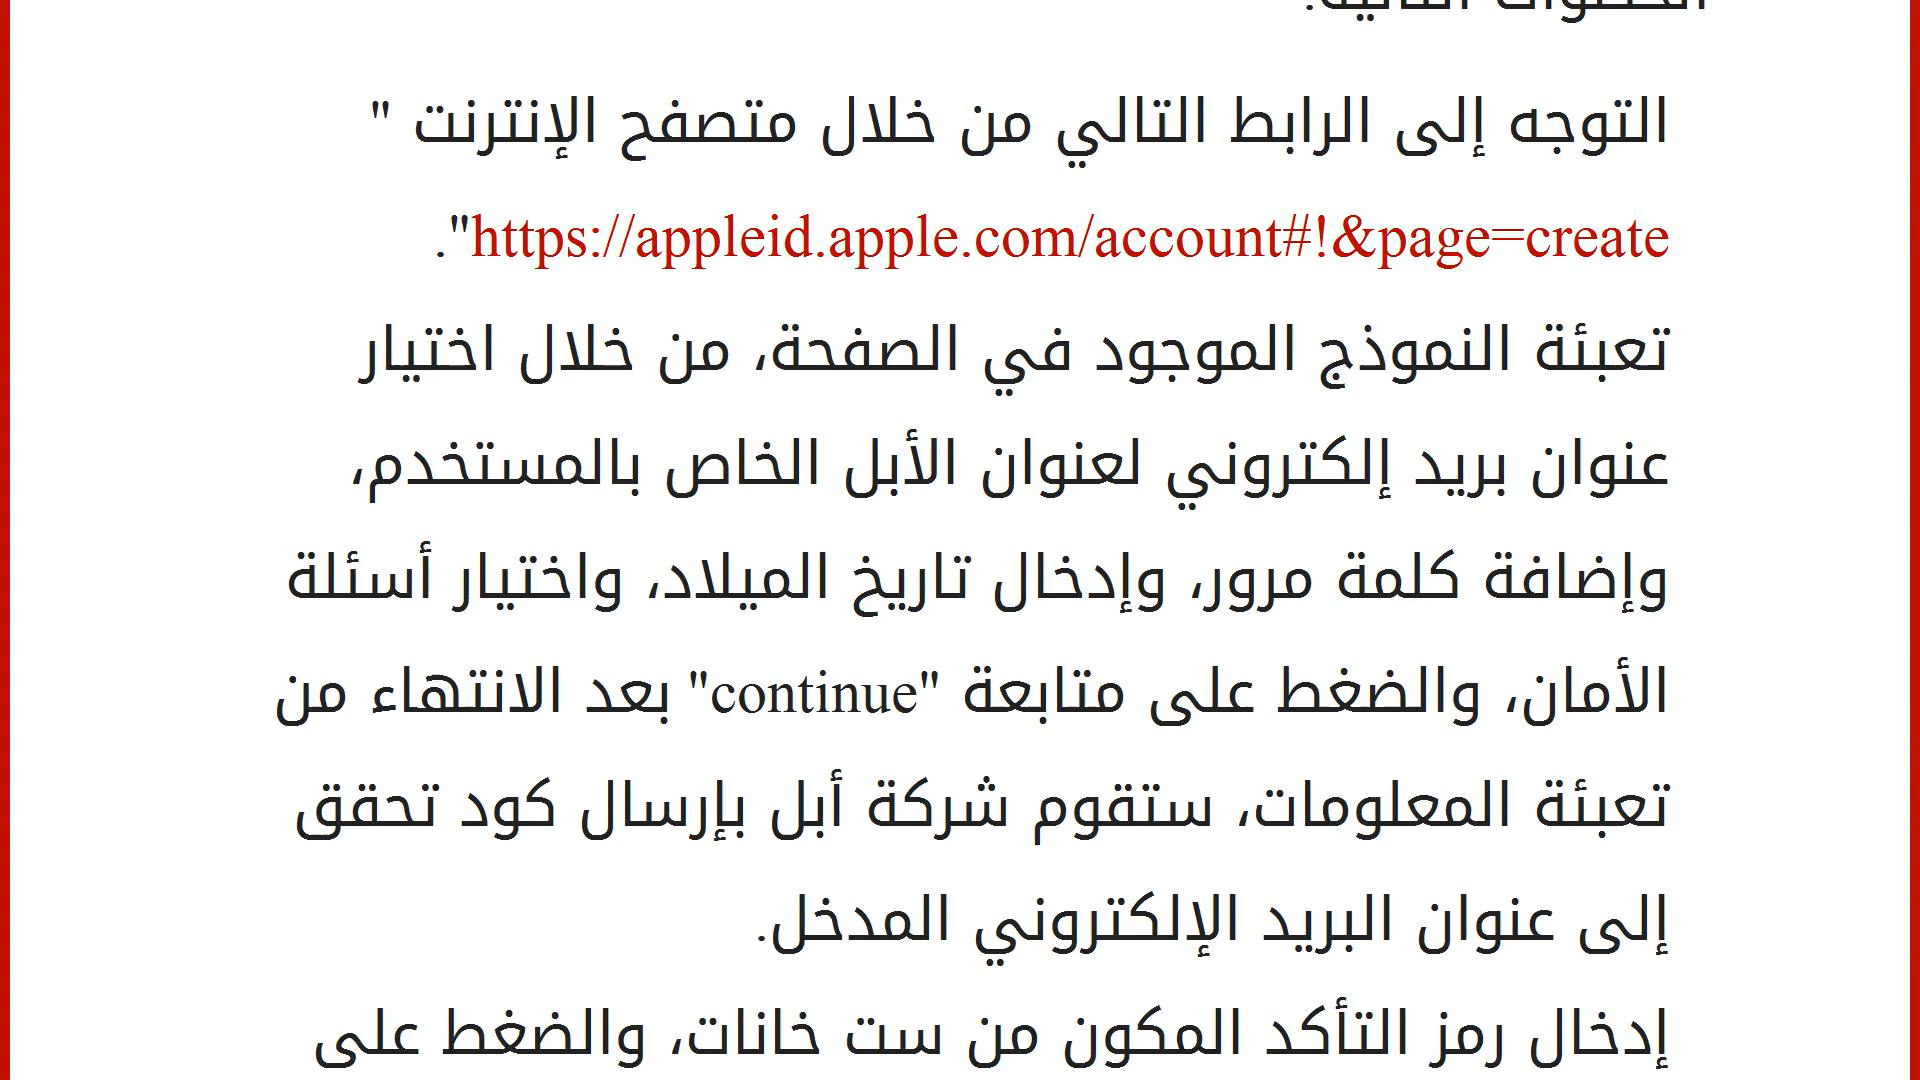 التوجه إلى الرابط التالي من خلال متصفح الإنترنت "
https://appleid.apple.com/account#!&page=create".
تعبئة النموذج الموجود في الصفحة، من خلال اختيار
عنوان بريد إلكتروني لعنوان الأبل الخاص بالمستخدم،
وإضافة كلمة مرور، وإدخال تاريخ الميلاد، واختيار أسئلة
الأمان، والضغط على متابعة "continue" بعد الانتهاء من
تعبئة المعلومات، ستقوم شركة أبل بإرسال كود تحقق
إلى عنوان البريد الإلكتروني المدخل.
إدخال رمز التأكد المكون من ست خانات، والضغط على